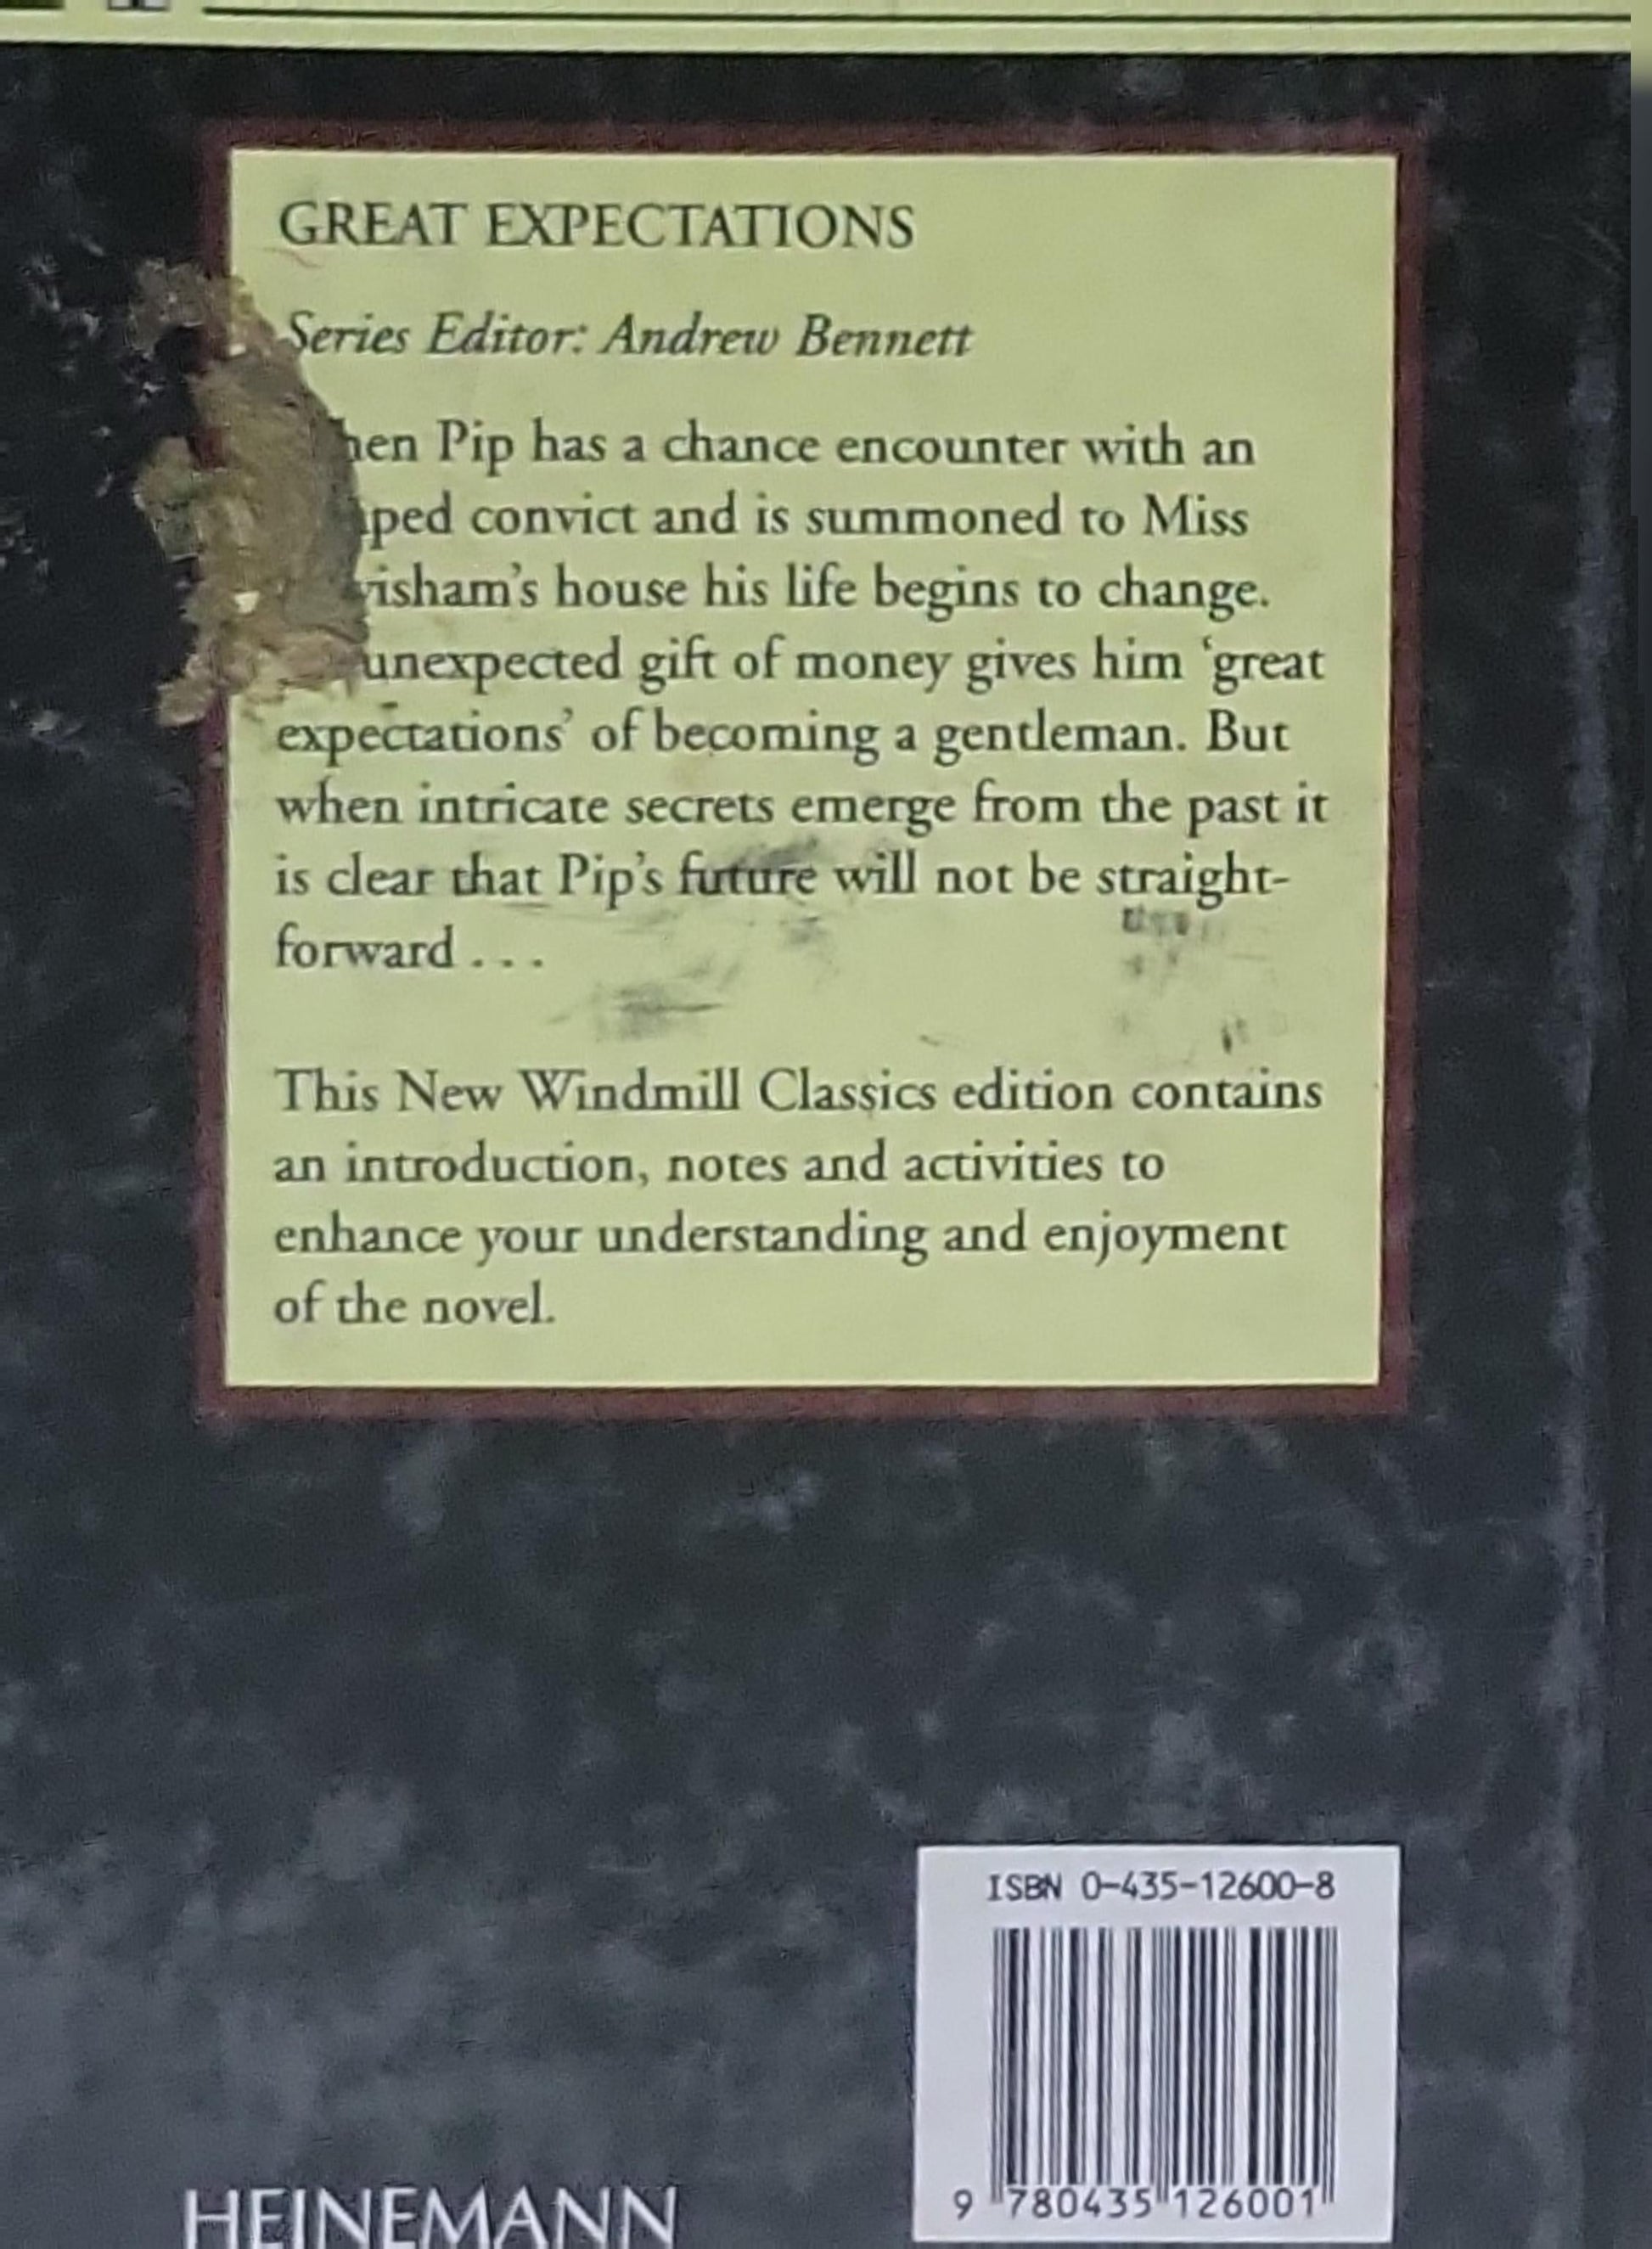 GREAT EXPECTATIONS
Series Editor: Andrew Bennett
Pip has a chance encounter with an
convict and is summoned to Miss
house his life begins to change.
unexpected gift of money gives him ‘great
expectations’ of becoming a gentleman. But
when intricate secrets emerge from the past it
is clear that Pip’s future will not be straight-
forward . . .
This New Windmill Classics edition contains
an introduction, notes and activities to
enhance your understanding and enjoyment
of the novel.
ISBN 0-435-12600-8
9 780435 126001
HEINEMANN